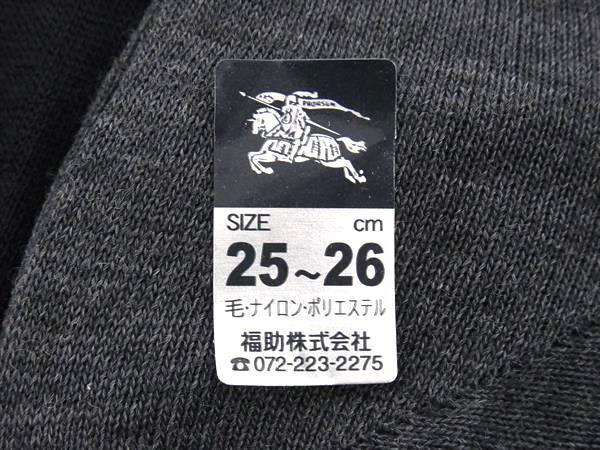 PRORSUM
SIZE cm
25~26
毛・ナイロン・ポリエステル
福助株式会社
☎072-223-2275